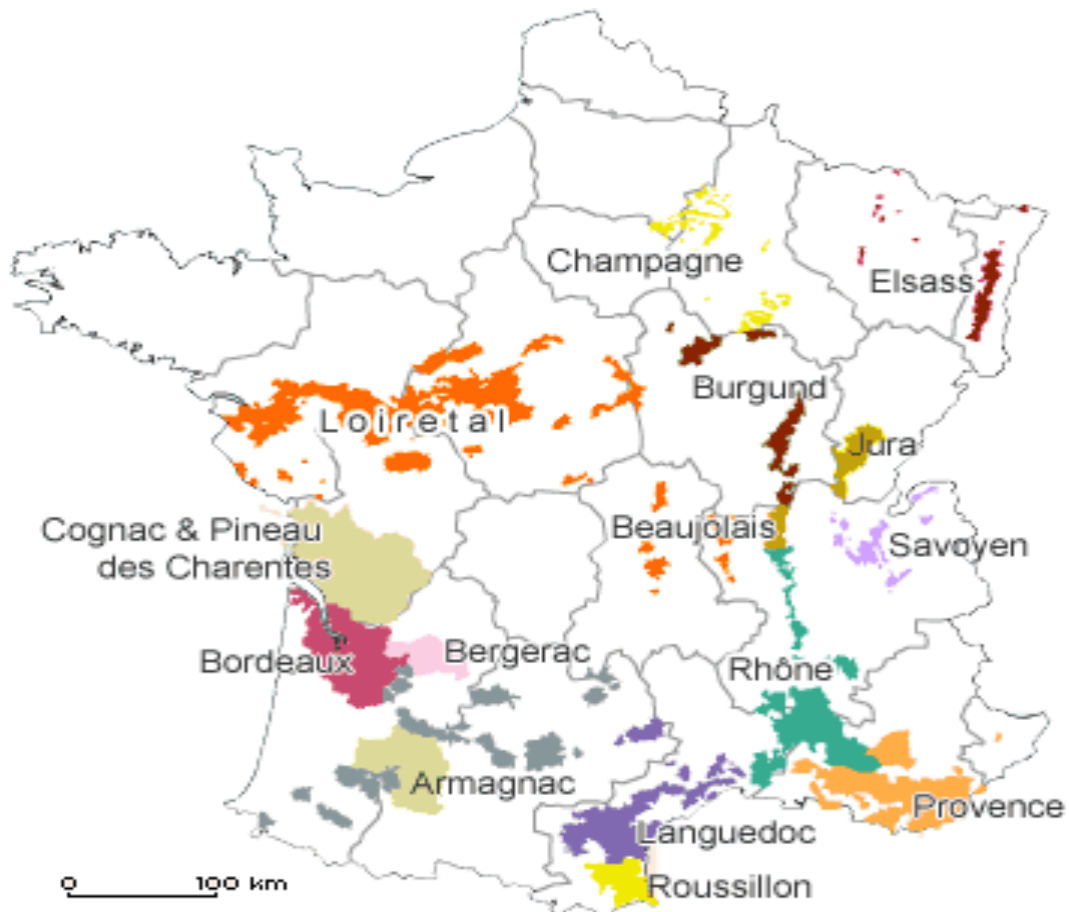 Champagne
Elsass
Burgund
Loiretal
Jura
Cognac & Pineau
des Charentes
Beaujolais
Savoyen
Bordeaux
Bergerac
Rhône
Armagnac
Provence
Languedoc
Roussillon
0 100 km